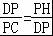 DP/PC = PH/DP